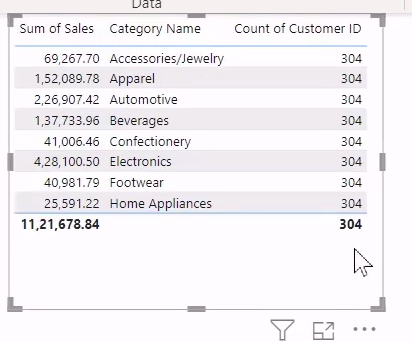 Data
Sum of Sales Category Name Count of Customer ID
69,267.70 Accessories/Jewelry 304
1,52,089.78 Apparel 304
2,26,907.42 Automotive 304
1,37,733.96 Beverages 304
41,006.46 Confectionery 304
4,28,100.50 Electronics 304
40,981.79 Footwear 304
25,591.22 Home Appliances 304
11,21,678.84 304